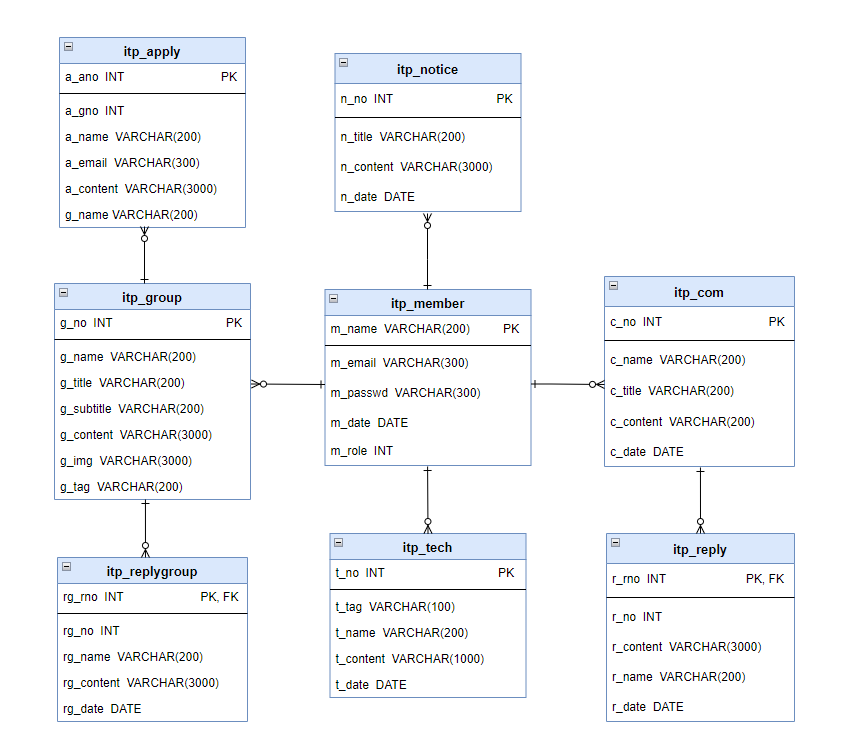 itp_apply
a_ano INT PK
a_gno INT
a_name VARCHAR(200)
a_email VARCHAR(300)
a_content VARCHAR(3000)
g_name VARCHAR(200)
itp_notice
n_no INT PK
n_title VARCHAR(200)
n_content VARCHAR(3000)
n_date DATE
itp_group
g_no INT PK
g_name VARCHAR(200)
g_title VARCHAR(200)
g_subtitle VARCHAR(200)
g_content VARCHAR(3000)
g_img VARCHAR(3000)
g_tag VARCHAR(200)
itp_member
m_name VARCHAR(200) PK
m_email VARCHAR(300)
m_passwd VARCHAR(300)
m_date DATE
m_role INT
itp_com
c_no INT PK
c_name VARCHAR(200)
c_title VARCHAR(200)
c_content VARCHAR(200)
c_date DATE
itp_replygroup
rg_rno INT PK, FK
rg_no INT
rg_name VARCHAR(200)
rg_content VARCHAR(3000)
rg_date DATE
itp_tech
t_no INT PK
t_tag VARCHAR(100)
t_name VARCHAR(200)
t_content VARCHAR(1000)
t_date DATE
itp_reply
r_rno INT PK, FK
r_no INT
r_content VARCHAR(3000)
r_name VARCHAR(200)
r_date DATE